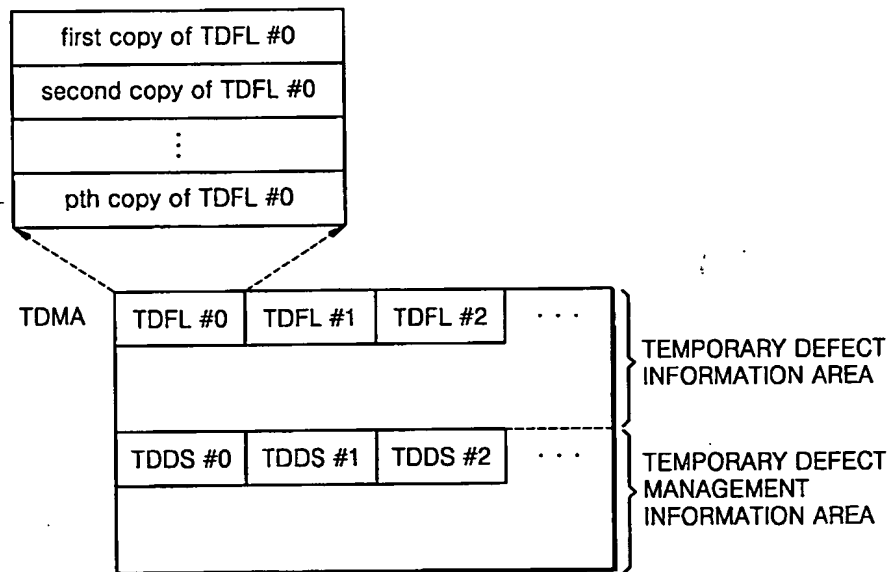 first copy of TDFL #0
second copy of TDFL #0
⋮
pth copy of TDFL #0
TDMA
TDFL #0
TDFL #1
TDFL #2
· · ·
TEMPORARY DEFECT
INFORMATION AREA
TDDS #0
TDDS #1
TDDS #2
· · ·
TEMPORARY DEFECT
MANAGEMENT
INFORMATION AREA